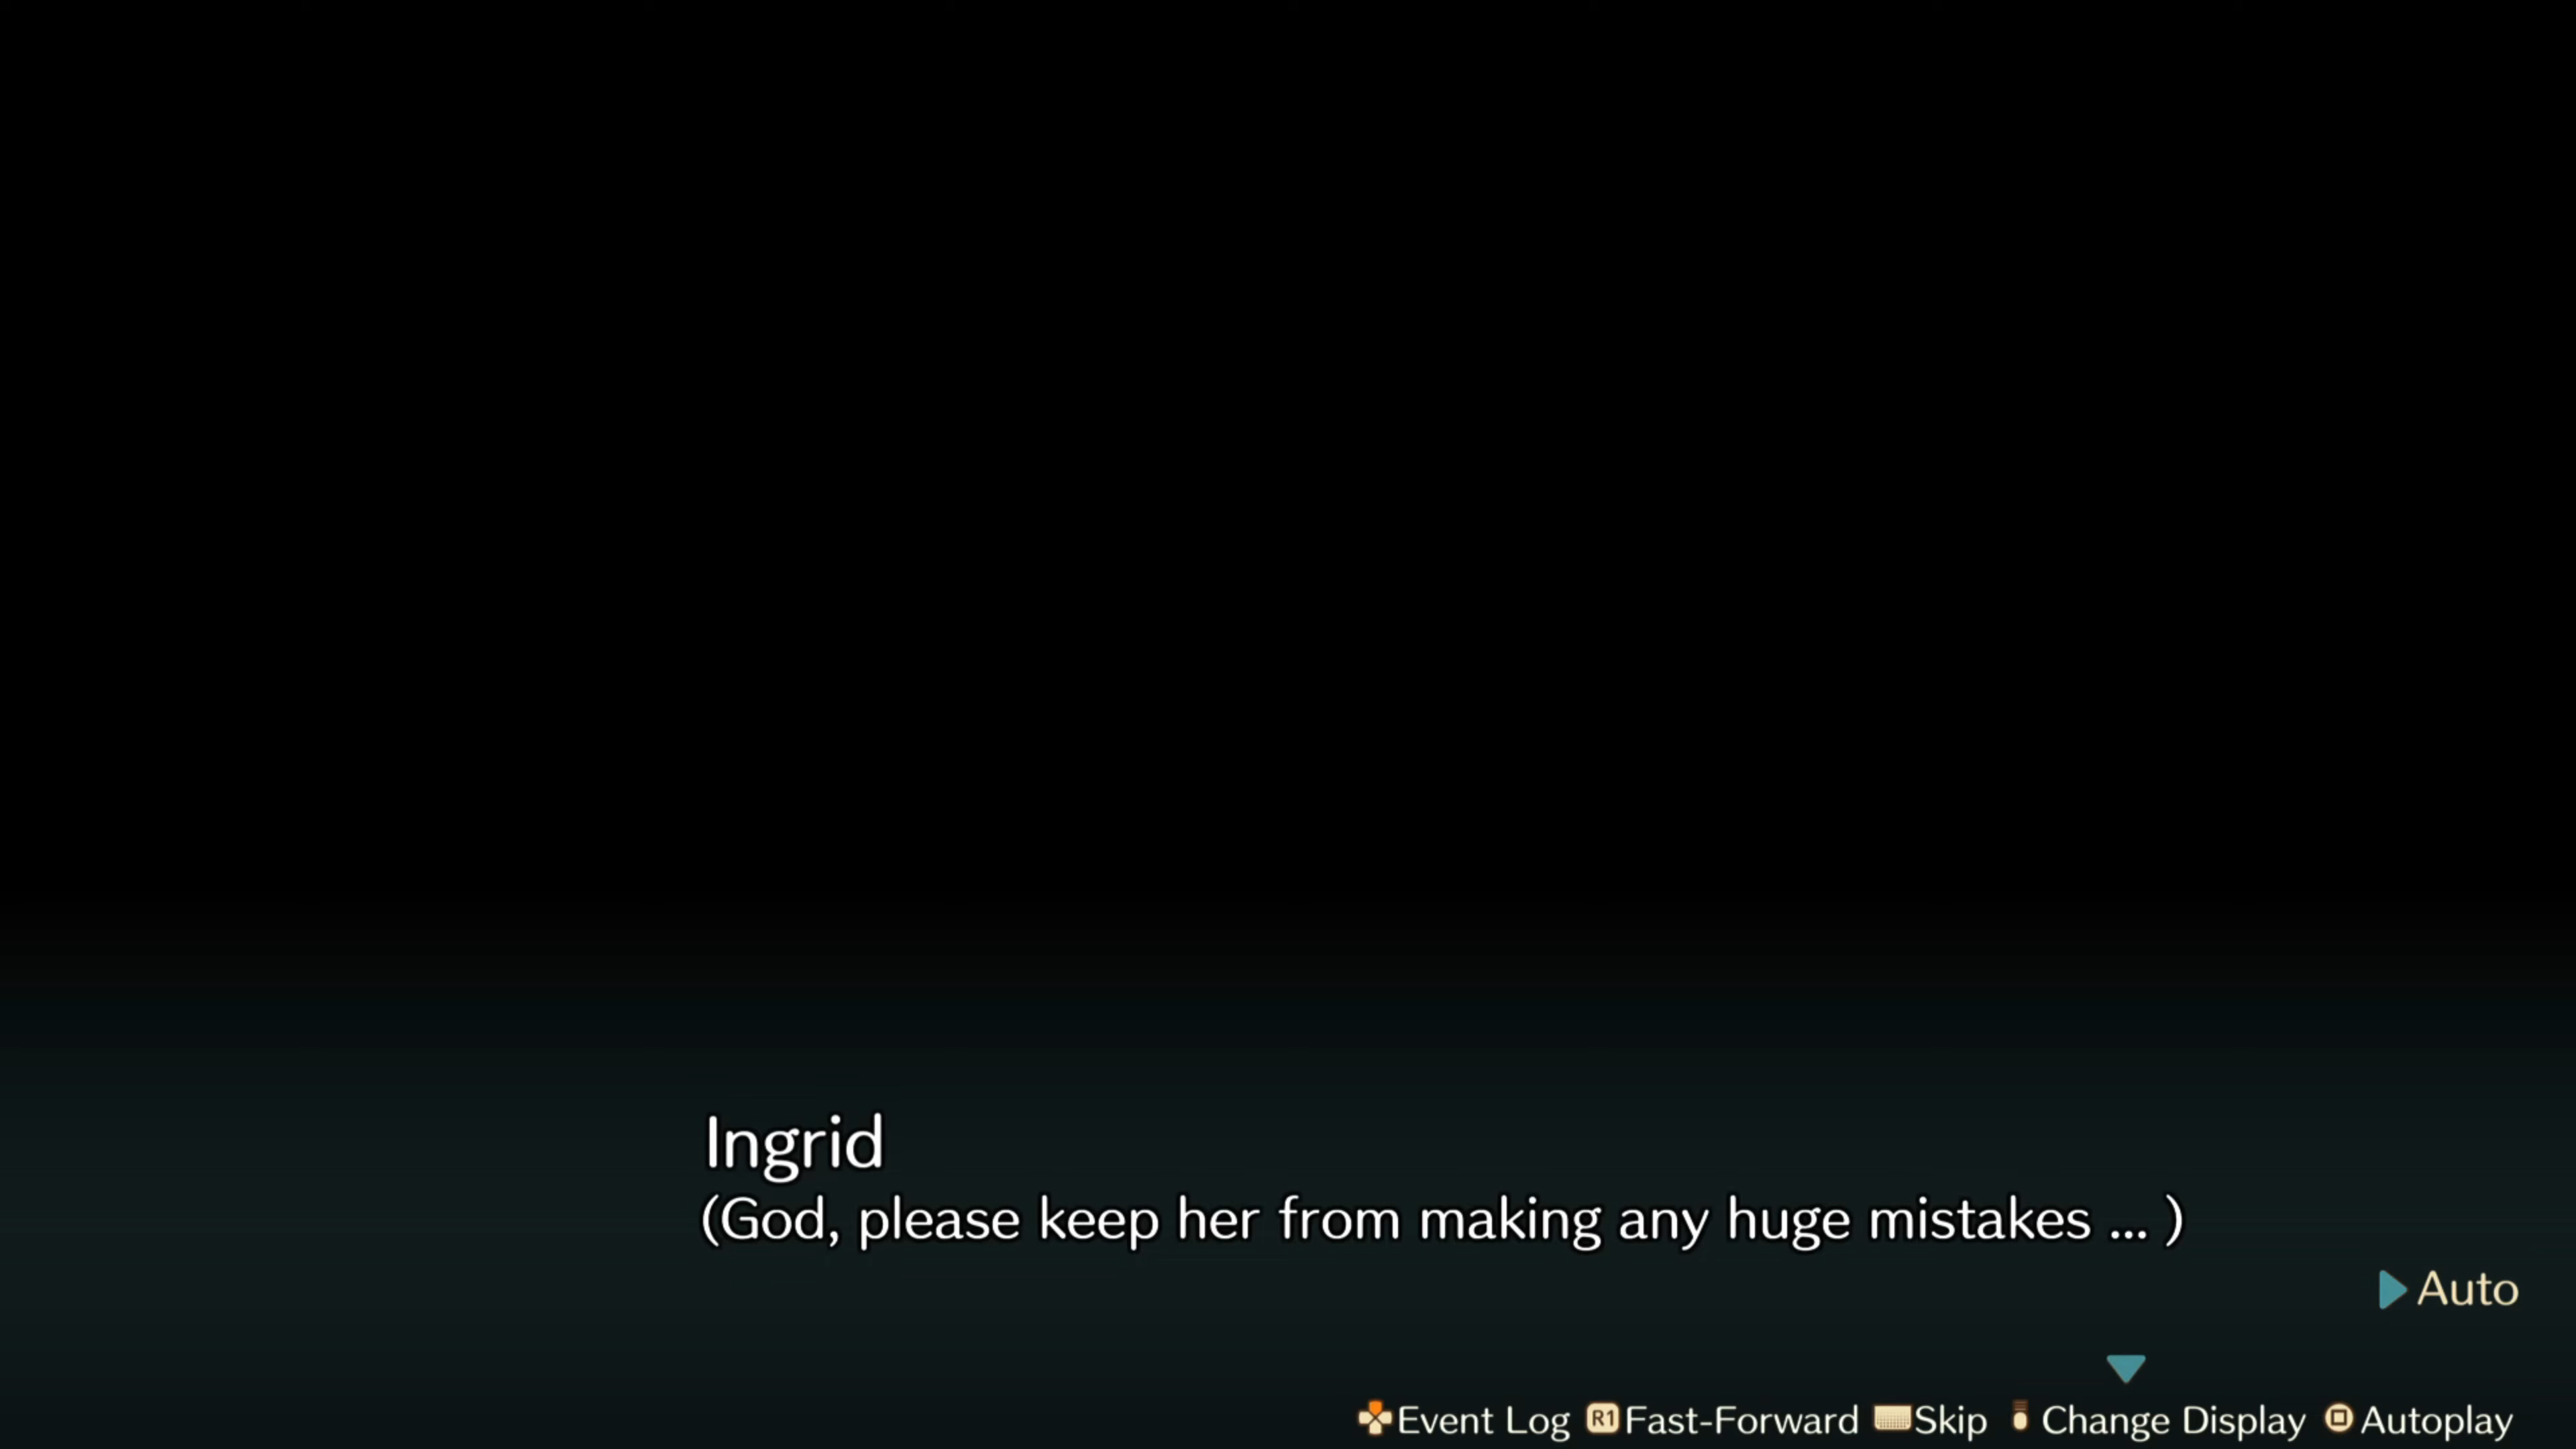 Ingrid
(God, please keep her from making any huge mistakes ... )
Auto
Event Log R1 Fast-Forward Skip Change Display Autoplay